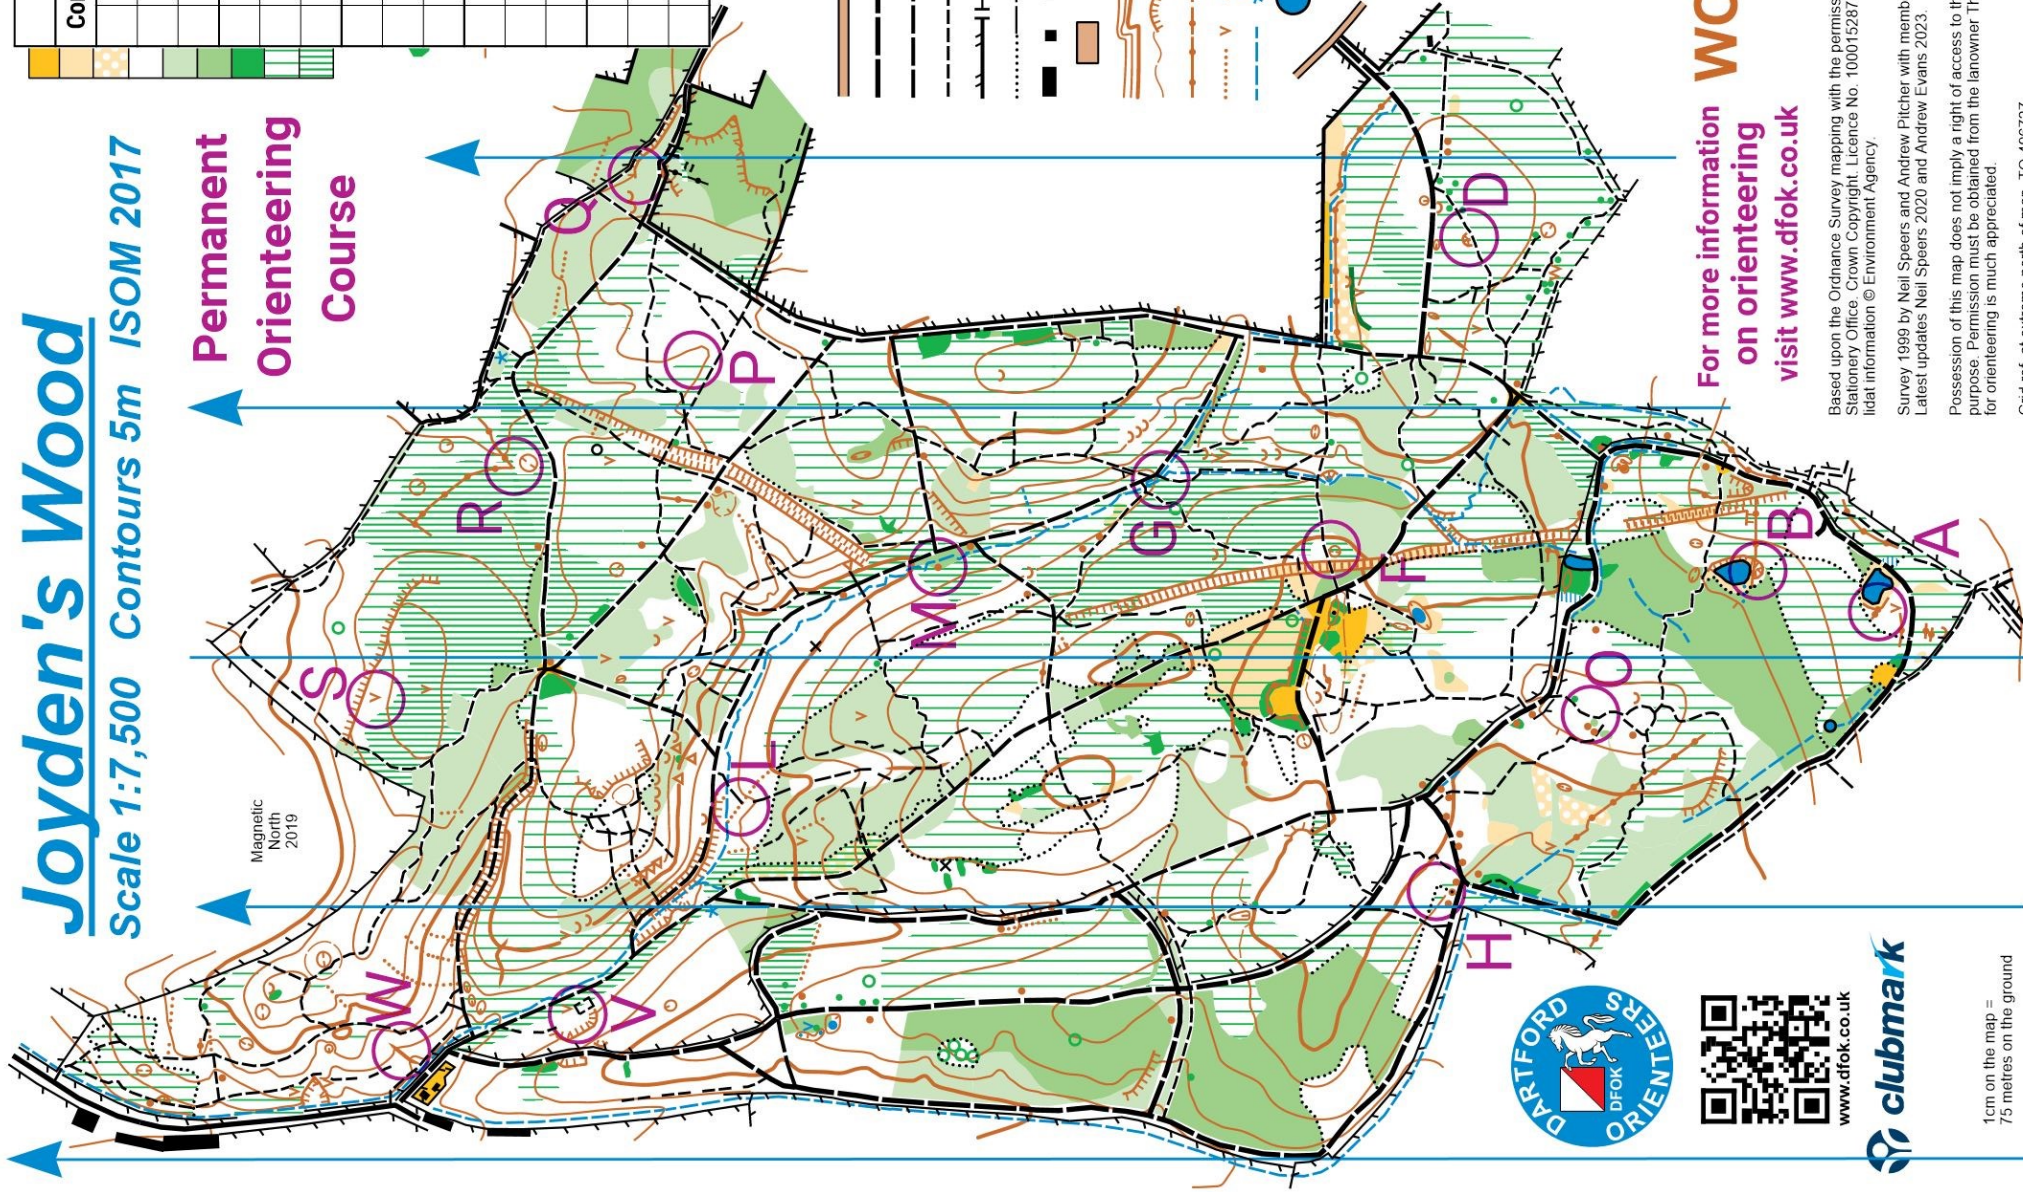 Joyden's Wood
Scale 1:7,500 Contours 5m ISOM 2017
Permanent
Orienteering
Course
Magnetic
North
2019
Q
R
P
S
M
G
L
W
V
D
F
B
A
C
H
For more information
on orienteering
visit www.dfok.co.uk
Based upon the Ordnance Survey mapping with the
Stationery Office. Crown Copyright. Licence No. 100015287
lidat information © Environment Agency.
Survey 1999 by Neil Speers and Andrew Pitcher with
Latest updates Neil Speers 2020 and Andrew Evans 2023.
Possession of this map does not imply a right of access to
purpose. Permission must be obtained from the lanowner
for orienteering is much appreciated.
DARTFORD
ORIENTEERS
DFOK
www.dfok.co.uk
clubmark
1cm on the map =
75 metres on the ground